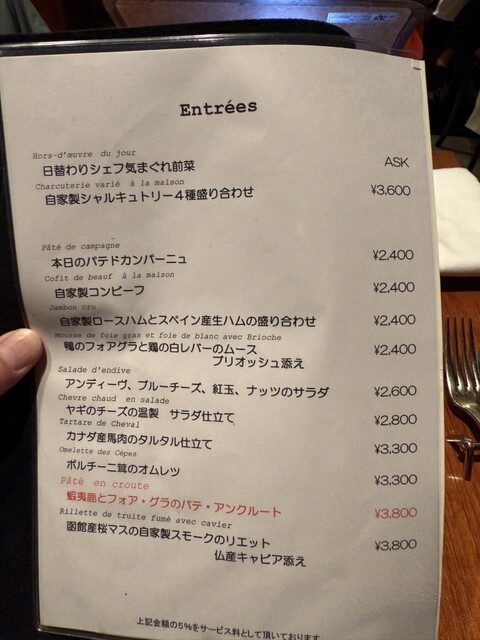 Entrées
Hors-d'œuvre du jour
日替わりシェフ気まぐれ前菜 ASK
Charcuterie varié à la maison
自家製シャルキュトリー４種盛り合わせ ¥3,600
Pâté de campagne
本日のパテドカンパーニュ ¥2,400
Cofit de beauf à la maison
自家製コンビーフ ¥2,400
Jambon cru
自家製ロースハムとスペイン産生ハムの盛り合わせ ¥2,400
Mousse de foie gras et foie de blanc avec Brioche
鴨のフォアグラと鶏の白レバーのムース ¥2,400
ブリオッシュ添え
Salade d'endive
アンディーヴ、ブルーチーズ、紅玉、ナッツのサラダ ¥2,600
Chevre chaud en salade
ヤギのチーズの温製 サラダ仕立て ¥2,800
Tartare de Cheval
カナダ産馬肉のタルタル仕立て ¥3,300
Omelette des Cépes
ポルチーニ茸のオムレツ ¥3,300
Pâté en croute
蝦夷鹿とフォア・グラのパテ・アンクルート ¥3,800
Rillette de truite fumé avec cavier
函館産桜マスの自家製スモークのリエット ¥3,800
仏産キャビア添え
上記金額の5%をサービス料として頂いております